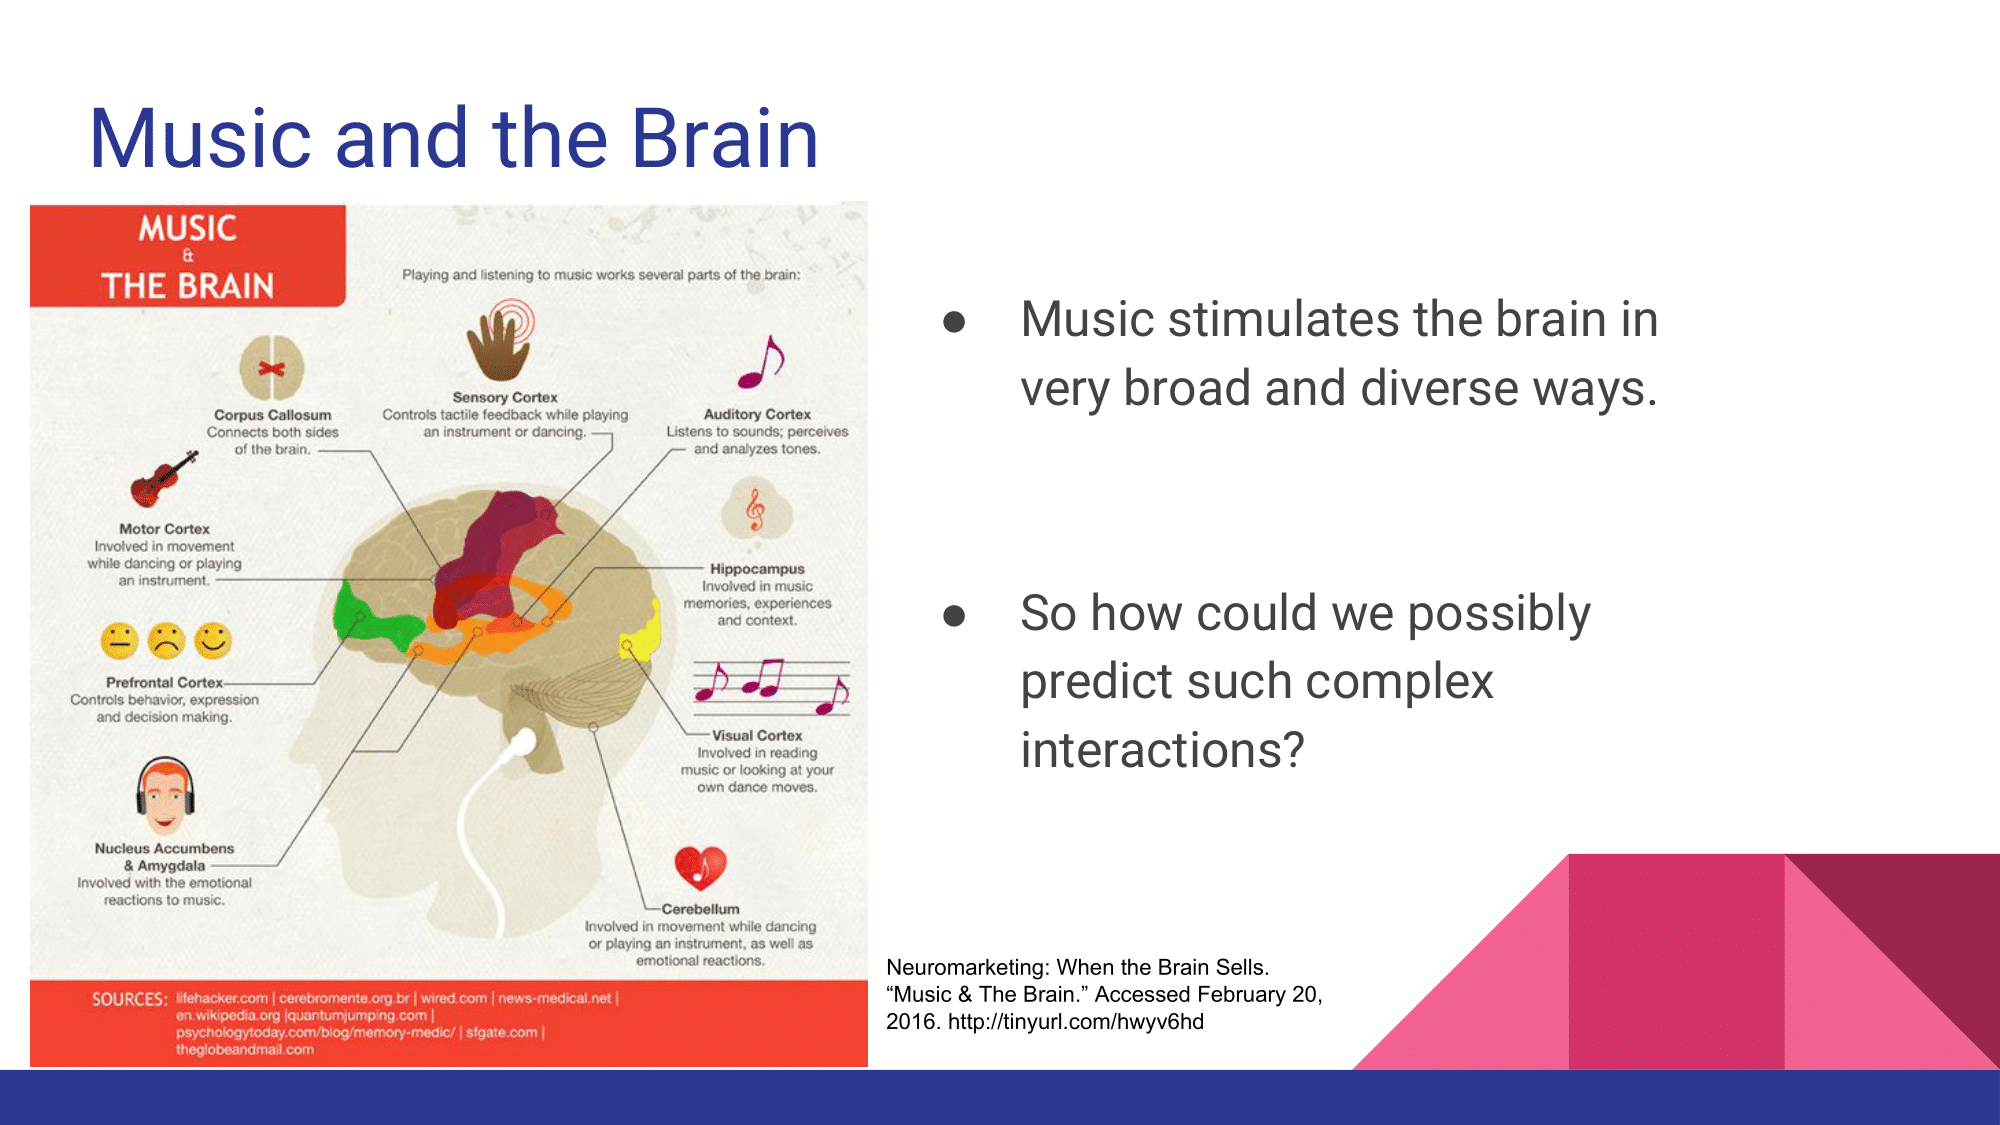 Music and the Brain
MUSIC
&
THE BRAIN
Playing and listening to music works several parts of the brain:
Corpus Callosum
Connects both sides
of the brain.
Sensory Cortex
Controls tactile feedback while playing
an instrument or dancing.
Auditory Cortex
Listens to sounds; perceives
and analyzes tones.
Motor Cortex
Involved in movement
while dancing or playing
an instrument.
Hippocampus
Involved in music
memories, experiences
and context.
Prefrontal Cortex
Controls behavior, expression
and decision making.
Visual Cortex
Involved in reading
music or looking at your
own dance moves.
Nucleus Accumbens
& Amygdala
Involved with the emotional
reactions to music.
Cerebellum
Involved in movement while dancing
or playing an instrument, as well as
emotional reactions.
SOURCES: lifehacker.com | cerebromente.org.br | wired.com | news-medical.net |
en.wikipedia.org |quantumjumping.com |
psychologytoday.com/blog/memory-medic/ | sfgate.com |
theglobeandmail.com
● Music stimulates the brain in
very broad and diverse ways.
● So how could we possibly
predict such complex
interactions?
Neuromarketing: When the Brain Sells.
“Music & The Brain.” Accessed February 20,
2016. http://tinyurl.com/hwyv6hd